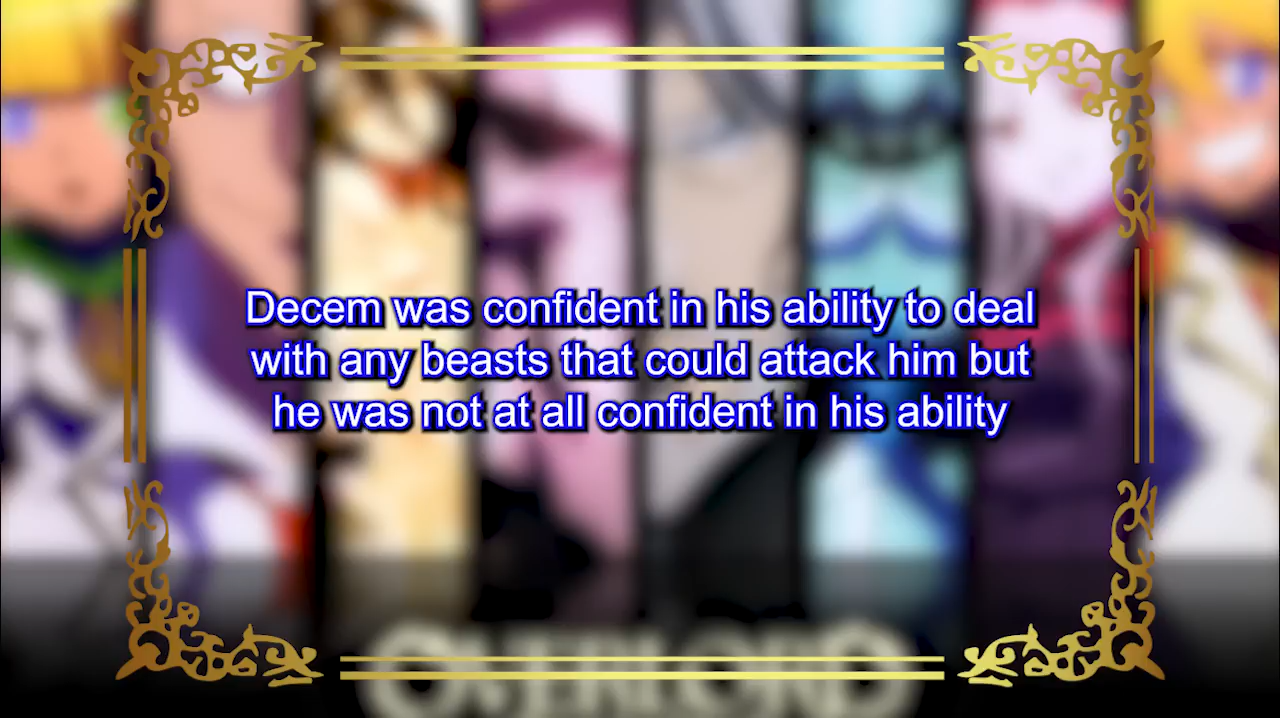 Decem was confident in his ability to deal
with any beasts that could attack him but
he was not at all confident in his ability
OVERLORD